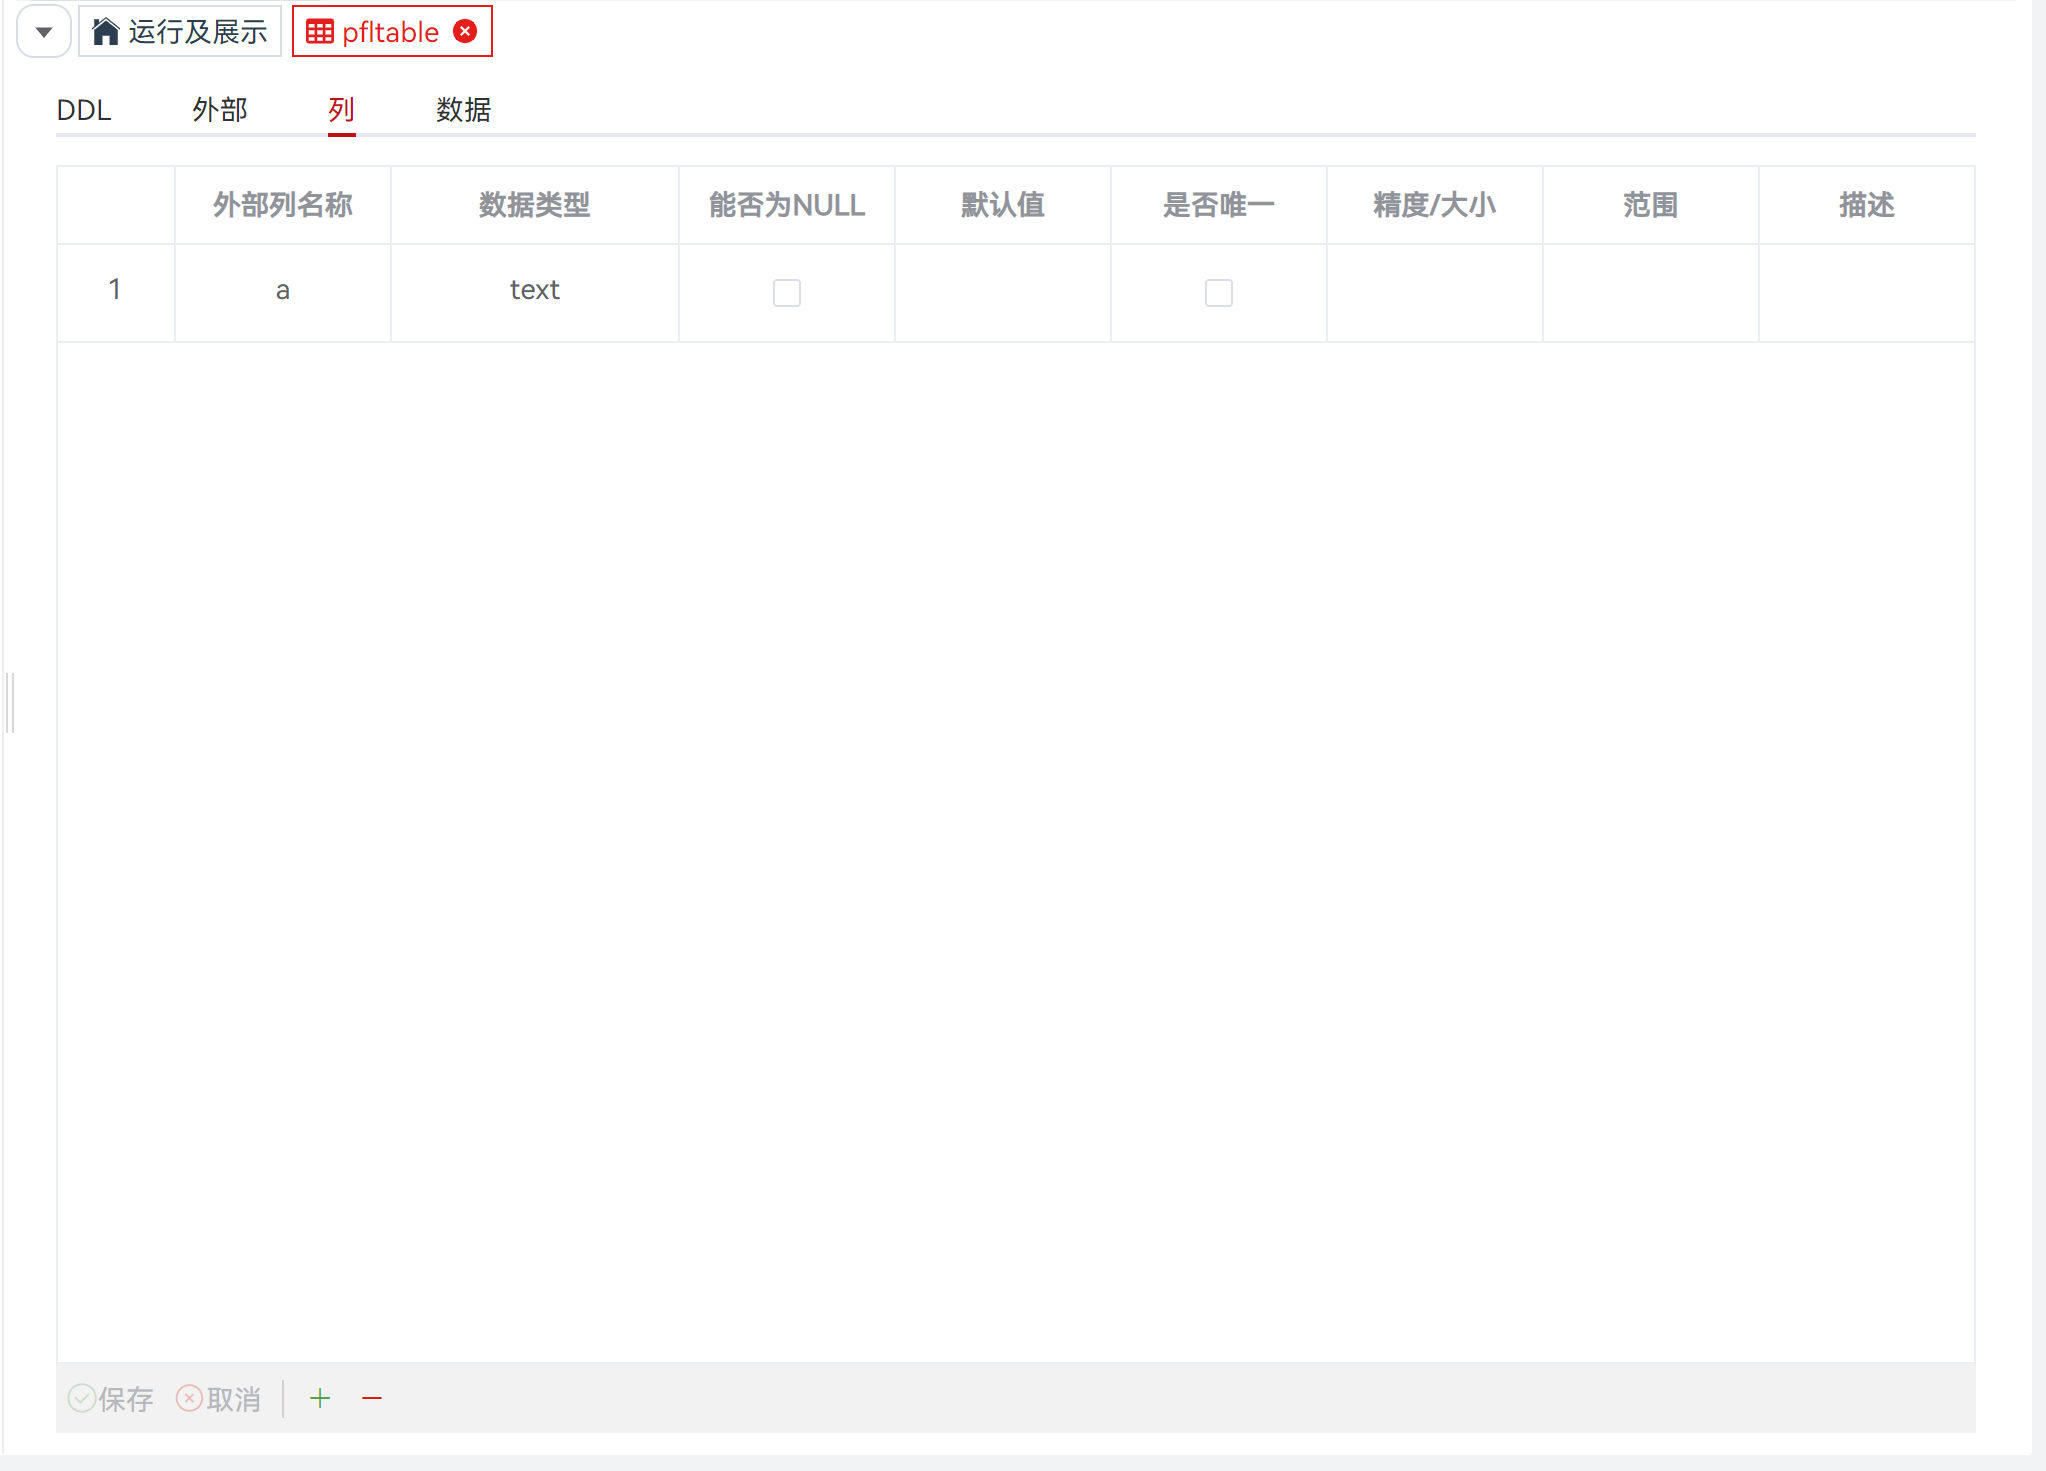 运行及展示 pfltable
DDL 外部 列 数据
外部列名称 数据类型 能否为NULL 默认值 是否唯一 精度/大小 范围 描述
1 a text
保存 取消